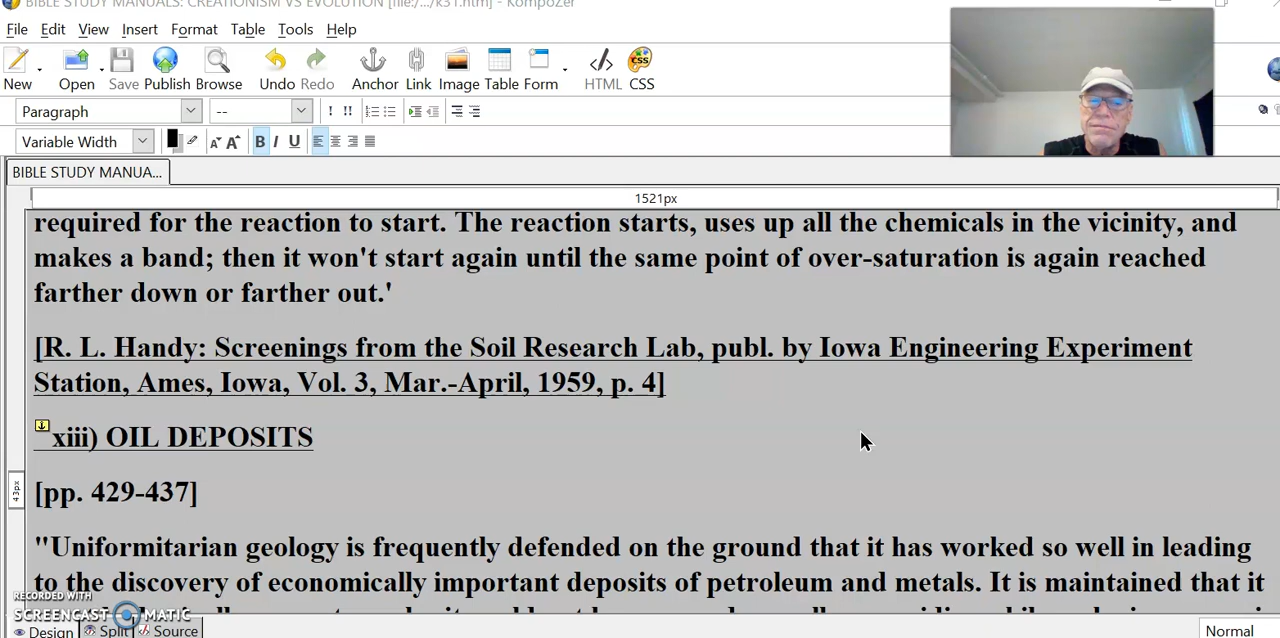 BIBLE STUDY MANUALS: CREATIONISM VS EVOLUTION [file:/.../k31.htm] - KompoZer
File Edit View Insert Format Table Tools Help
New Open Save Publish Browse Undo Redo Anchor Link Image Table Form HTML CSS
Paragraph -- ! !!
Variable Width B I U
BIBLE STUDY MANUA...
1521px
required for the reaction to start. The reaction starts, uses up all the chemicals in the vicinity, and
makes a band; then it won't start again until the same point of over-saturation is again reached
farther down or farther out.'
[R. L. Handy: Screenings from the Soil Research Lab, publ. by Iowa Engineering Experiment
Station, Ames, Iowa, Vol. 3, Mar.-April, 1959, p. 4]
xiii) OIL DEPOSITS
43px
[pp. 429-437]
"Uniformitarian geology is frequently defended on the ground that it has worked so well in leading
to the discovery of economically important deposits of petroleum and metals. It is maintained that it
RECORDED WITH
SCREENCAST-O-MATIC
Design Split Source Normal